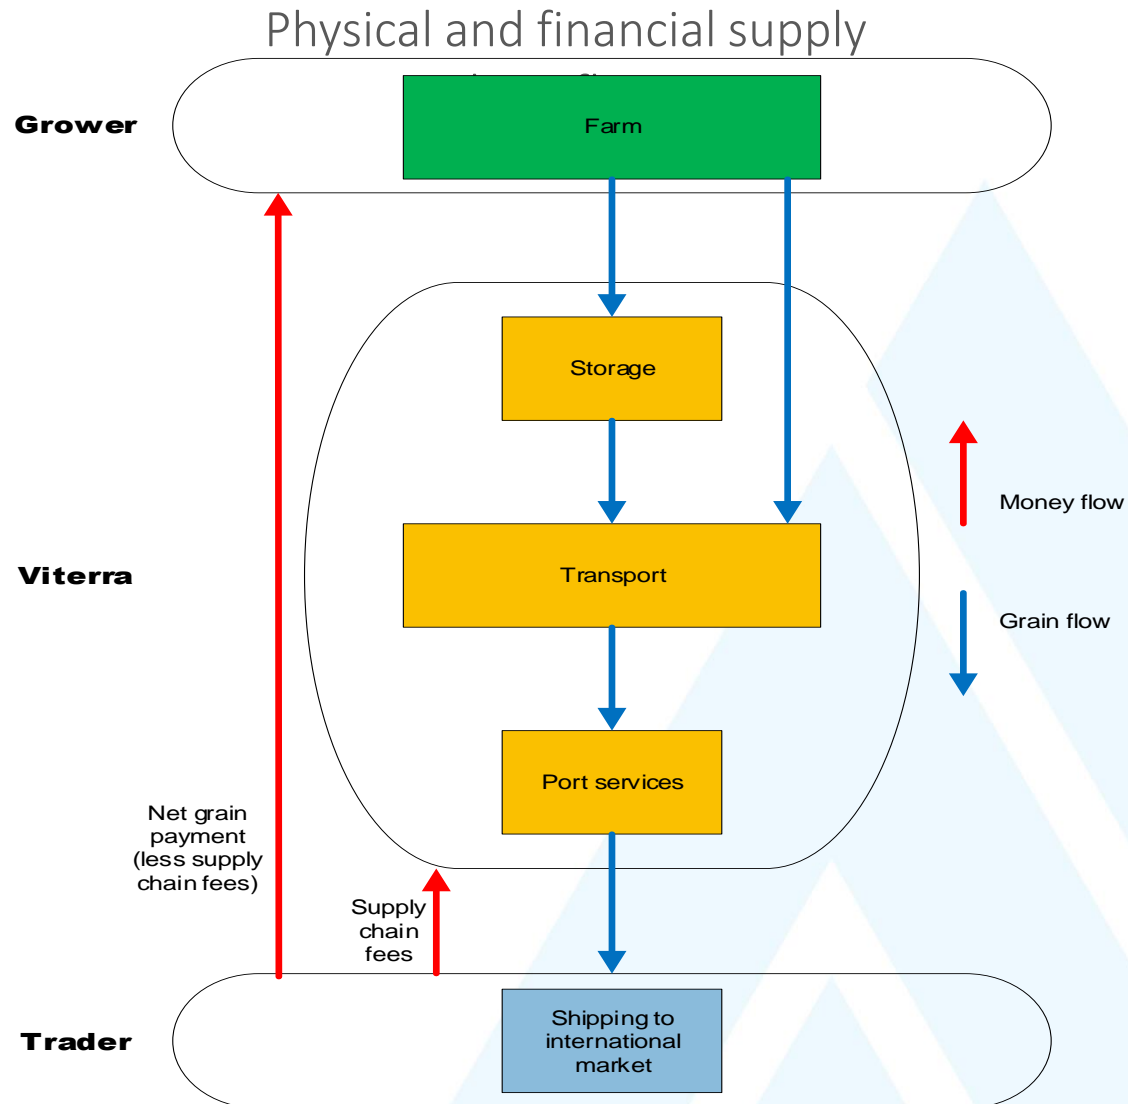 Physical and financial supply
Grower
Farm
Storage
Money flow
Viterra
Transport
Grain flow
Port services
Net grain
payment
(less supply
chain fees)
Supply
chain
fees
Trader
Shipping to
international
market